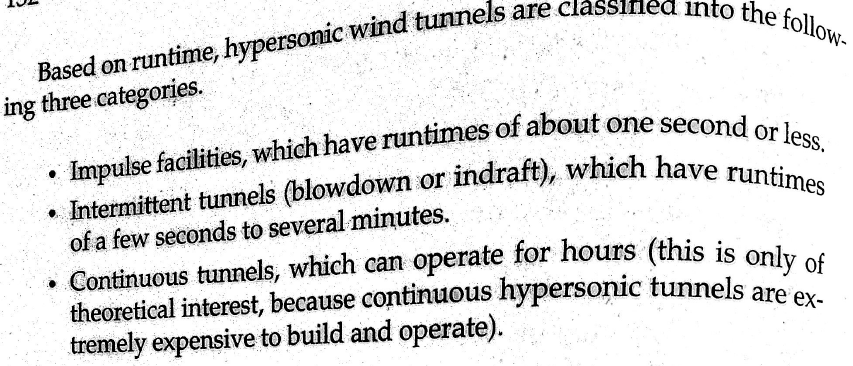 Based on runtime, hypersonic wind tunnels are classified into the follow-
ing three categories.
• Impulse facilities, which have runtimes of about one second or less.
• Intermittent tunnels (blowdown or indraft), which have runtimes
of a few seconds to several minutes.
• Continuous tunnels, which can operate for hours (this is only of
theoretical interest, because continuous hypersonic tunnels are ex-
tremely expensive to build and operate).